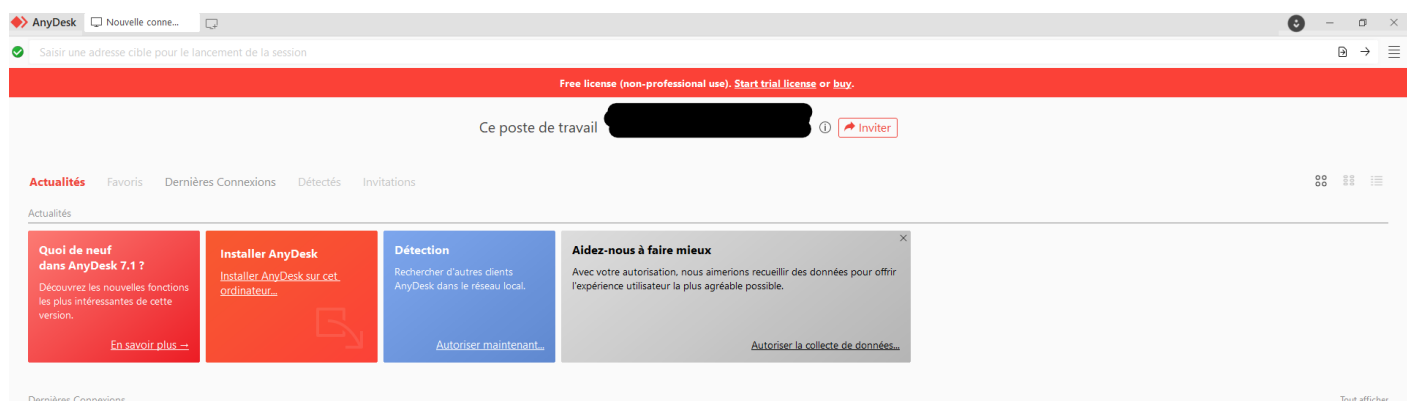 AnyDesk
Nouvelle conne...
Saisir une adresse cible pour le lancement de la session
Free license (non-professional use). Start trial license or buy.
Ce poste de travail
Inviter
Actualités Favoris Dernières Connexions Détectés Invitations
Actualités
Quoi de neuf
dans AnyDesk 7.1 ?
Découvrez les nouvelles fonctions
les plus intéressantes de cette
version.
En savoir plus →
Installer AnyDesk
Installer AnyDesk sur cet
ordinateur...
Détection
Rechercher d'autres clients
AnyDesk dans le réseau local.
Autoriser maintenant...
Aidez-nous à faire mieux
Avec votre autorisation, nous aimerions recueillir des données pour offrir
l'expérience utilisateur la plus agréable possible.
Autoriser la collecte de données...
Dernières Connexions
Tout afficher